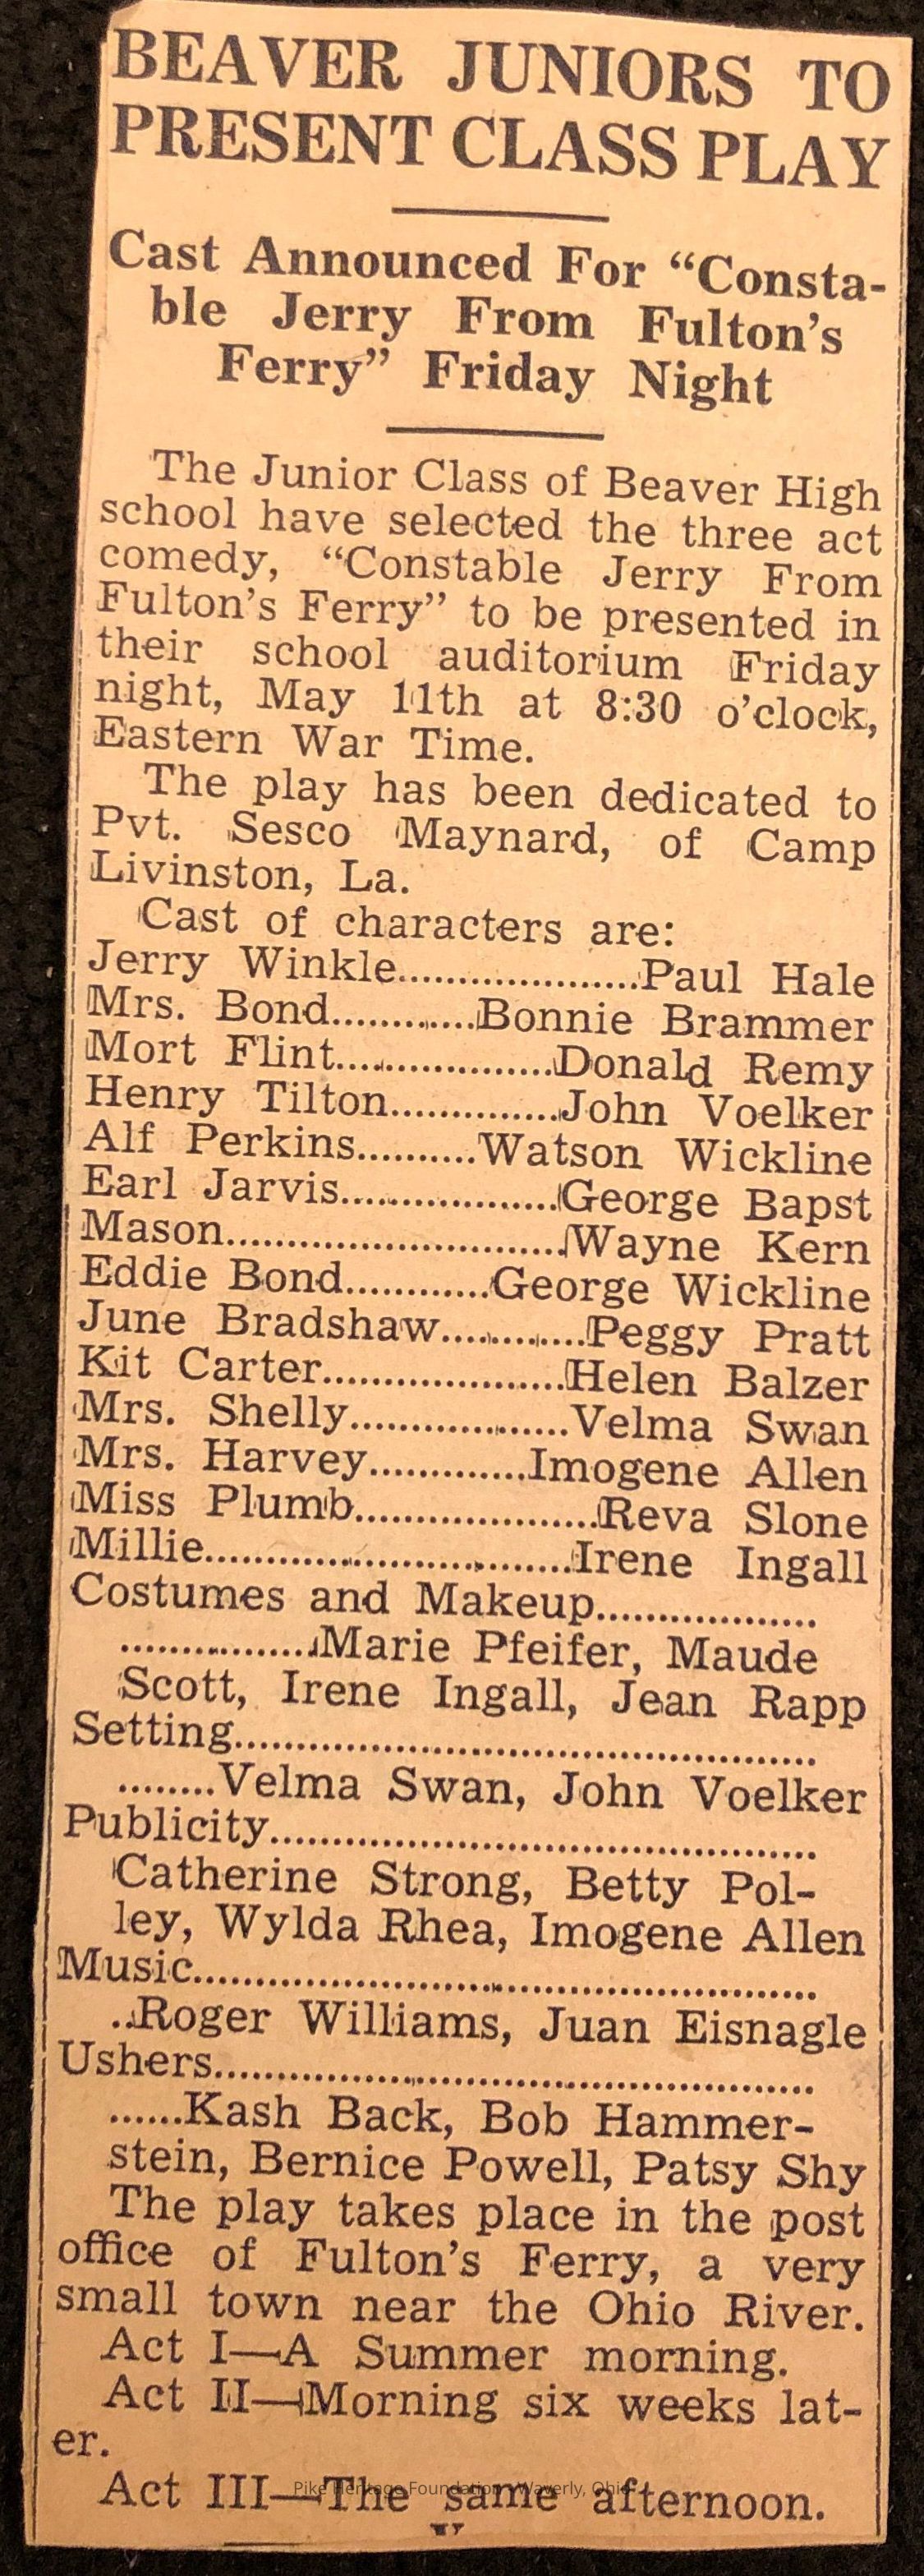 BEAVER JUNIORS TO
PRESENT CLASS PLAY
Cast Announced For “Consta-
ble Jerry From Fulton’s
Ferry” Friday Night
The Junior Class of Beaver High
school have selected the three act
comedy, “Constable Jerry From
Fulton’s Ferry” to be presented in
their school auditorium Friday
night, May 11th at 8:30 o’clock,
Eastern War Time.
The play has been dedicated to
Pvt. Sesco Maynard, of Camp
Livinston, La.
Cast of characters are:
Jerry Winkle....................Paul Hale
Mrs. Bond............Bonnie Brammer
Mort Flint..................Donald Remy
Henry Tilton..............John Voelker
Alf Perkins..........Watson Wickline
Earl Jarvis..................George Bapst
Mason............................Wayne Kern
Eddie Bond............George Wickline
June Bradshaw............Peggy Pratt
Kit Carter....................Helen Balzer
Mrs. Shelly..................Velma Swan
Mrs. Harvey.............Imogene Allen
Miss Plumb....................Reva Slone
Millie..............................Irene Ingall
Costumes and Makeup..................
................Marie Pfeifer, Maude
Scott, Irene Ingall, Jean Rapp
Setting................................................
........Velma Swan, John Voelker
Publicity.............................................
Catherine Strong, Betty Pol-
ley, Wylda Rhea, Imogene Allen
Music...................................................
..Roger Williams, Juan Eisnagle
Ushers.................................................
......Kash Back, Bob Hammer-
stein, Bernice Powell, Patsy Shy
The play takes place in the post
office of Fulton’s Ferry, a very
small town near the Ohio River.
Act I—A Summer morning.
Act II—Morning six weeks lat-
er.
Pike Heritage Foundation - Waverly, Ohio
Act III—The same afternoon.